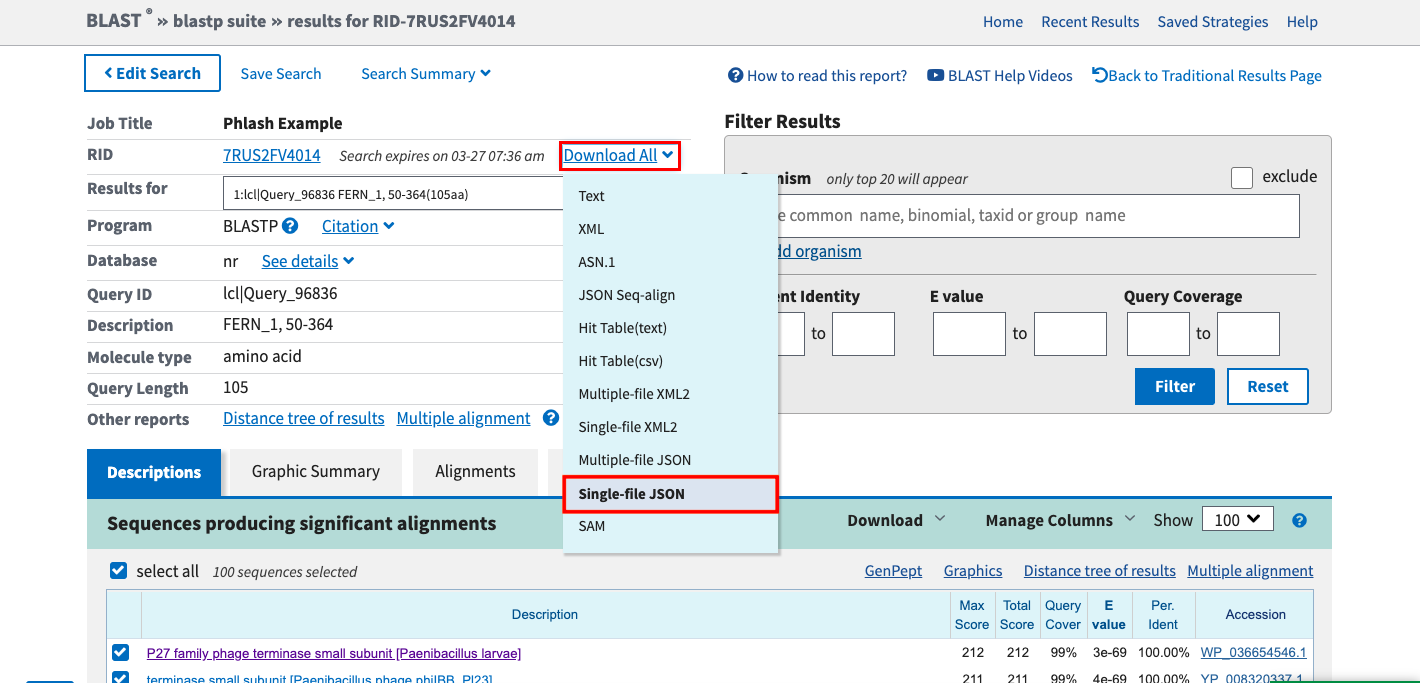 BLAST ® » blastp suite » results for RID-7RUS2FV4014
Home Recent Results Saved Strategies Help
Edit Search Save Search Search Summary
How to read this report? BLAST Help Videos Back to Traditional Results Page
Job Title Phlash Example
RID 7RUS2FV4014 Search expires on 03-27 07:36 am Download All
Results for 1:lcl|Query_96836 FERN_1, 50-364(105aa)
Program BLASTP Citation
Database nr See details
Query ID lcl|Query_96836
Description FERN_1, 50-364
Molecule type amino acid
Query Length 105
Other reports Distance tree of results Multiple alignment
Text
XML
ASN.1
JSON Seq-align
Hit Table(text)
Hit Table(csv)
Multiple-file XML2
Single-file XML2
Multiple-file JSON
Single-file JSON
SAM
Filter Results
only top 20 will appear exclude
common name, binomial, taxid or group name
organism
Identity E value Query Coverage
to to to
Filter Reset
Descriptions Graphic Summary Alignments
Sequences producing significant alignments Download Manage Columns Show 100
select all 100 sequences selected GenPept Graphics Distance tree of results Multiple alignment
Description Max Score Total Score Query Cover E value Per. Ident Accession
P27 family phage terminase small subunit [Paenibacillus larvae] 212 212 99% 3e-69 100.00% WP_036654546.1
terminase small subunit [Paenibacillus phage phiIBB_Pl23] 211 211 99% 4e-69 100.00% YP_008320337.1